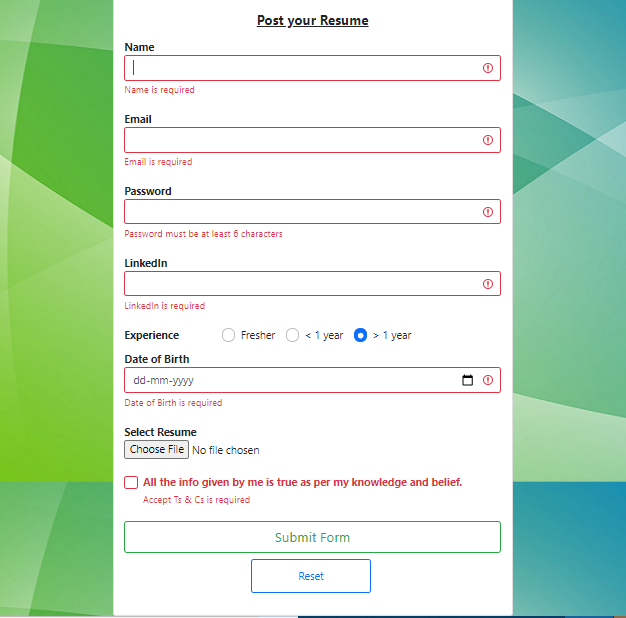 Post your Resume
Name
Name is required
Email
Email is required
Password
Password must be at least 6 characters
LinkedIn
LinkedIn is required
Experience Fresher < 1 year > 1 year
Date of Birth
dd-mm-yyyy
Date of Birth is required
Select Resume
Choose File No file chosen
All the info given by me is true as per my knowledge and belief.
Accept Ts & Cs is required
Submit Form
Reset